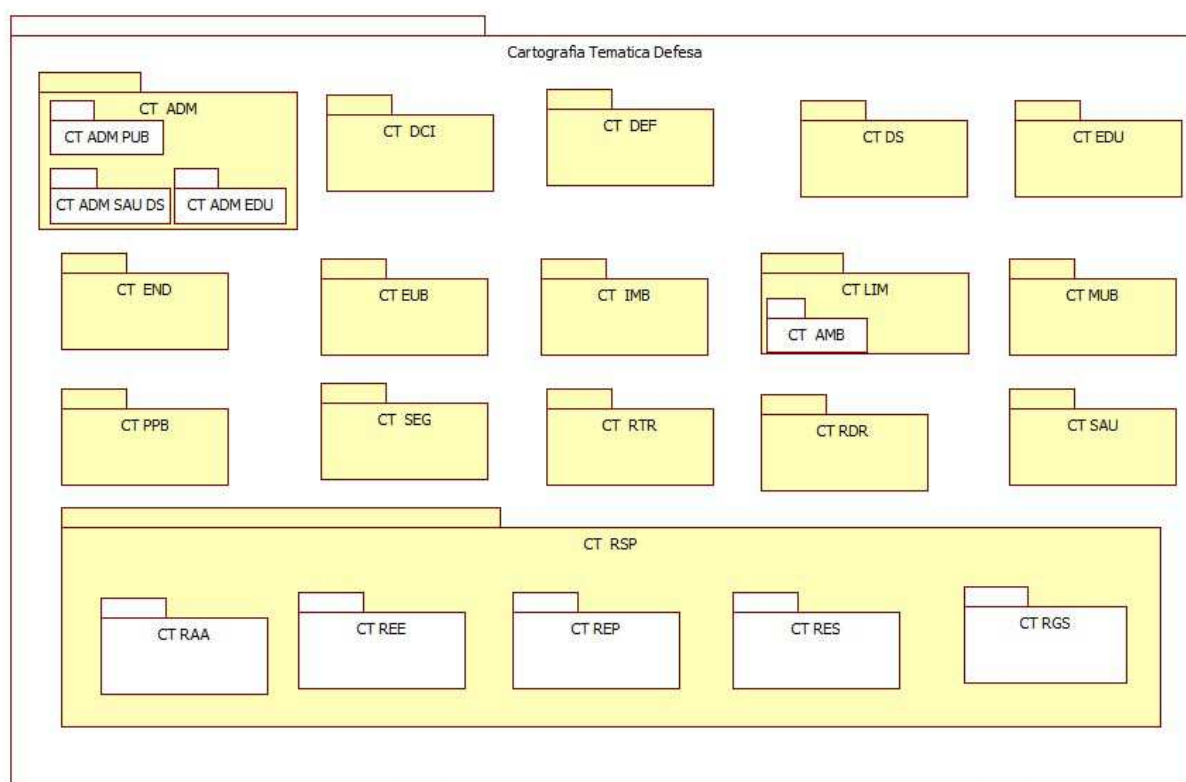 Cartografia Tematica Defesa
CT ADM
CT ADM PUB
CT ADM SAU DS
CT ADM EDU
CT DCI
CT DEF
CT DS
CT EDU
CT END
CT EUB
CT IMB
CT LIM
CT AMB
CT MUB
CT PPB
CT SEG
CT RTR
CT RDR
CT SAU
CT RSP
CT RAA
CT REE
CT REP
CT RES
CT RGS